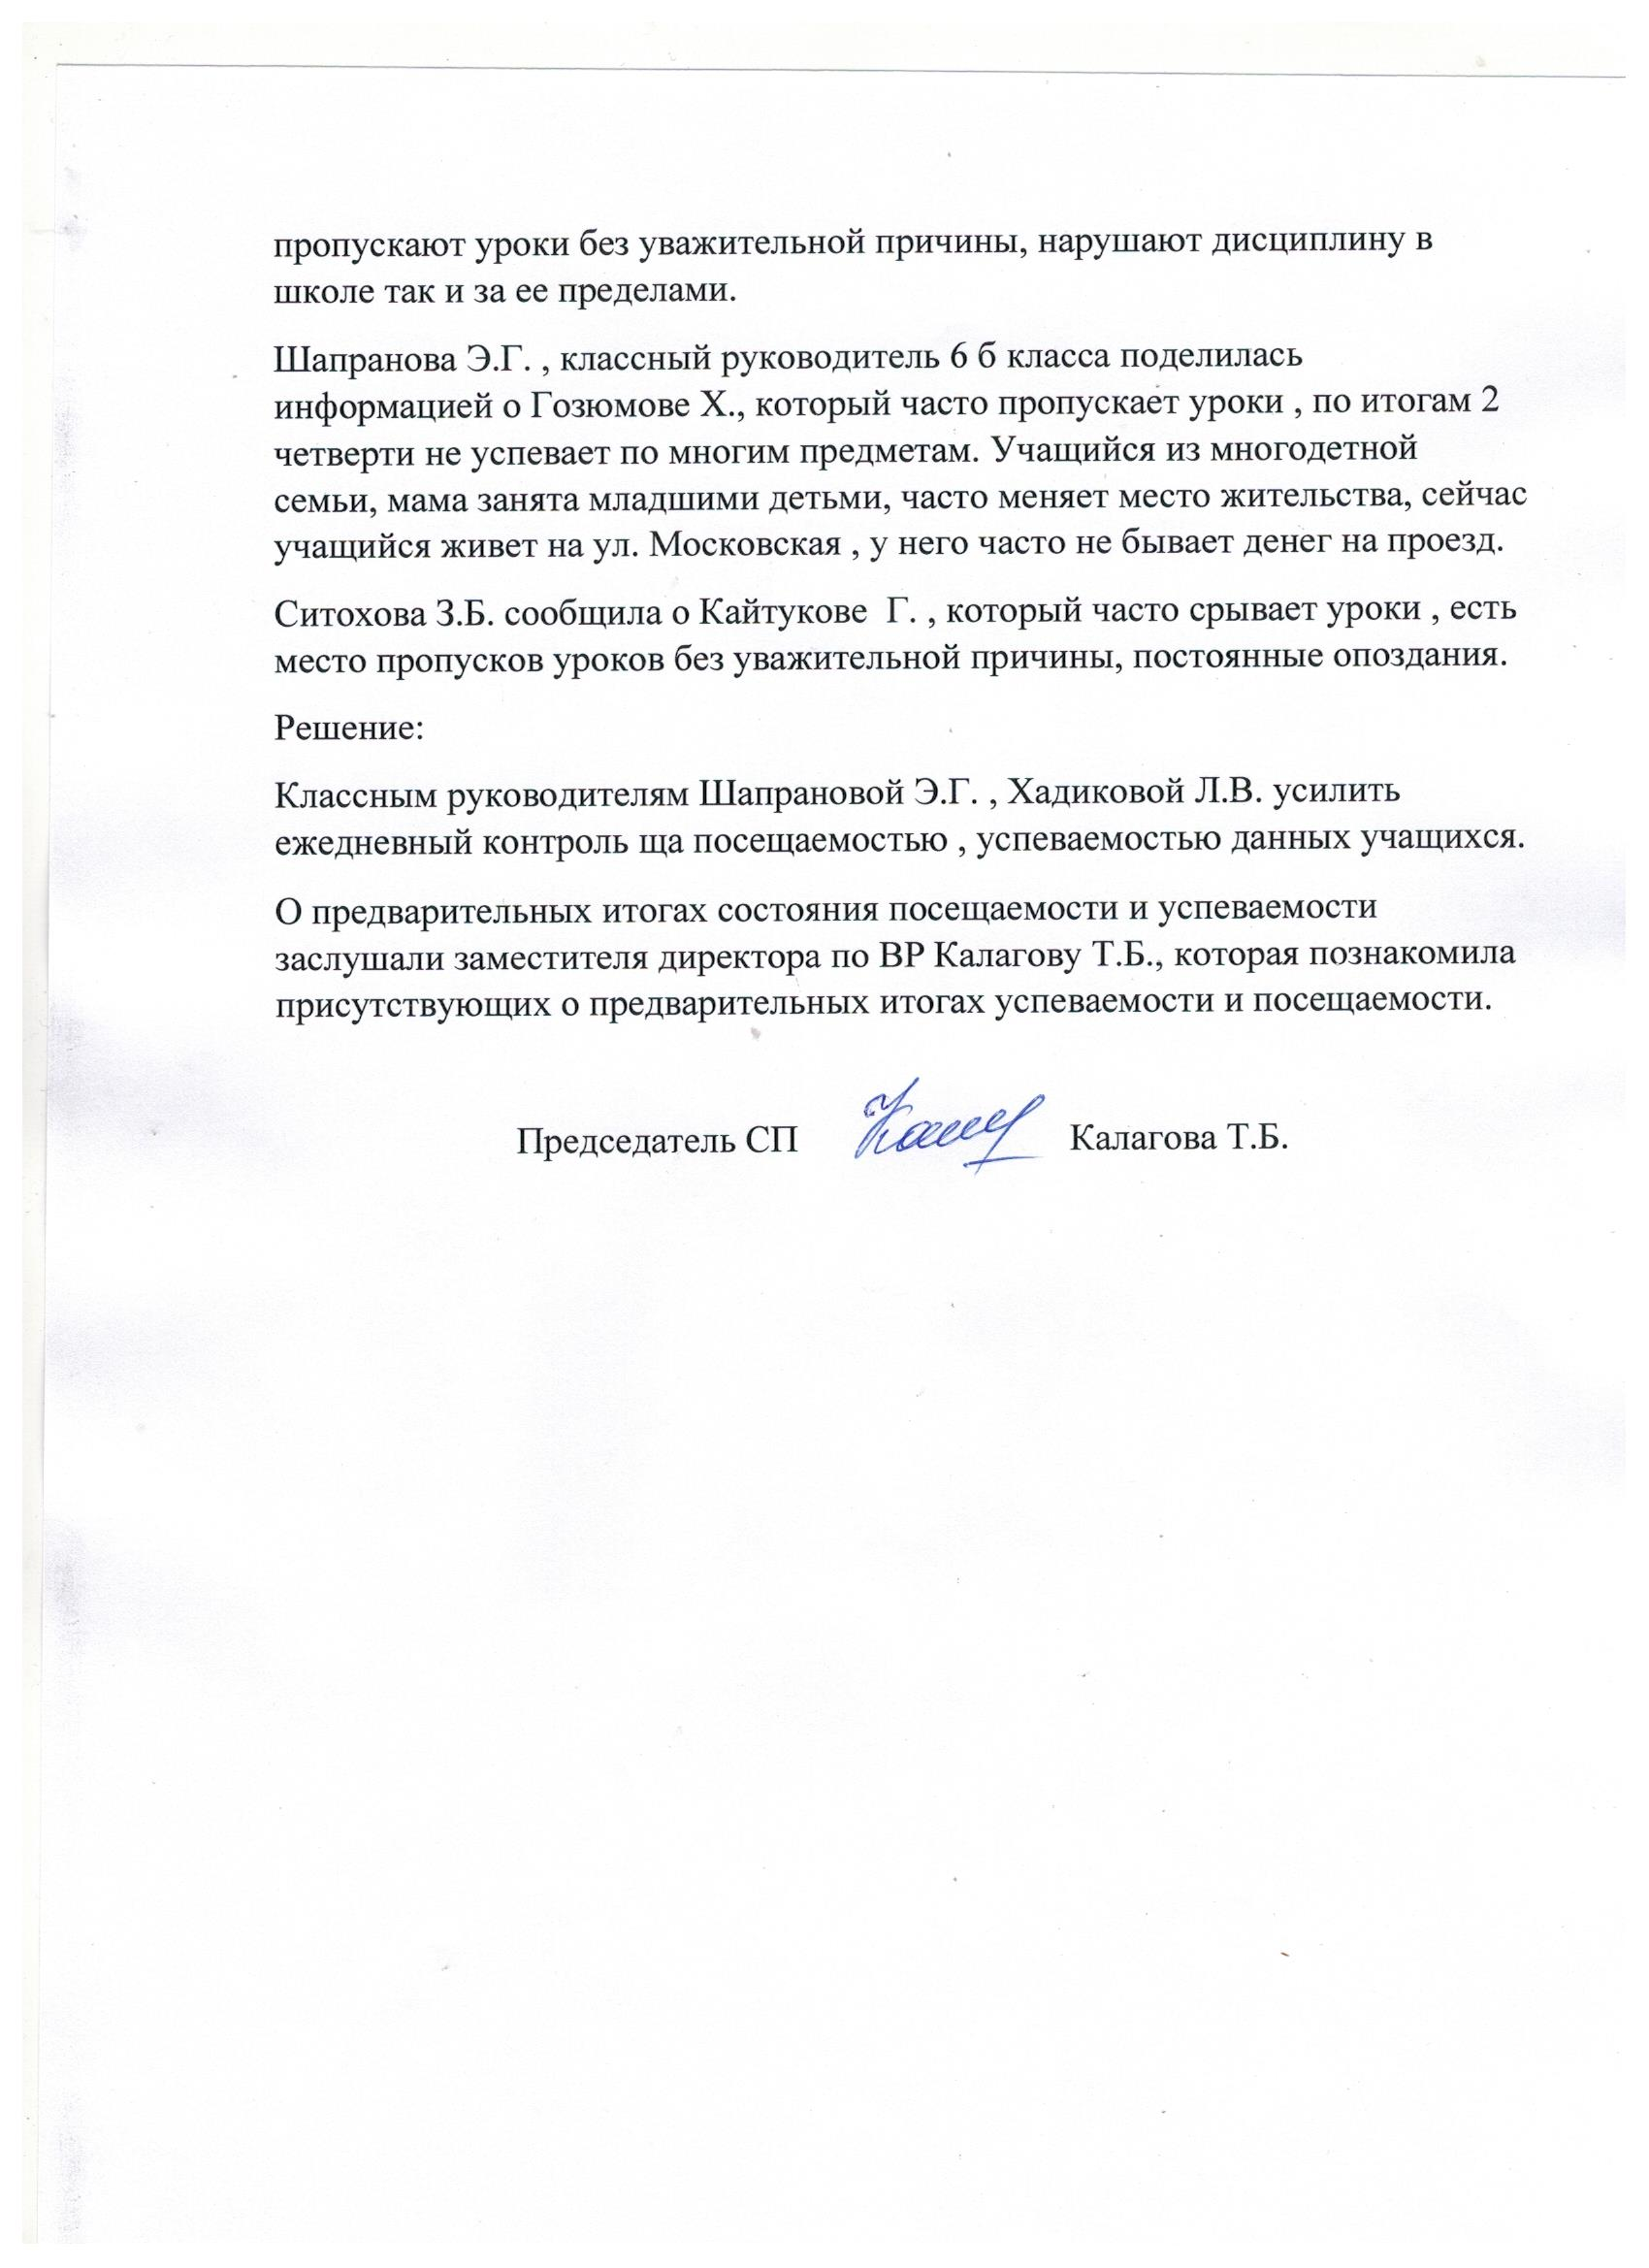 пропускают уроки без уважительной причины, нарушают дисциплину в
школе так и за ее пределами.
Шапранова Э.Г. , классный руководитель 6 б класса поделилась
информацией о Гозюмове Х., который часто пропускает уроки , по итогам 2
четверти не успевает по многим предметам. Учащийся из многодетной
семьи, мама занята младшими детьми, часто меняет место жительства, сейчас
учащийся живет на ул. Московская , у него часто не бывает денег на проезд.
Ситохова З.Б. сообщила о Кайтукове  Г. , который часто срывает уроки , есть
место пропусков уроков без уважительной причины, постоянные опоздания.
Решение:
Классным руководителям Шапрановой Э.Г. , Хадиковой Л.В. усилить
ежедневный контроль ща посещаемостью , успеваемостью данных учащихся.
О предварительных итогах состояния посещаемости и успеваемости
заслушали заместителя директора по ВР Калагову Т.Б., которая познакомила
присутствующих о предварительных итогах успеваемости и посещаемости.
Председатель СП Калагова Т.Б.